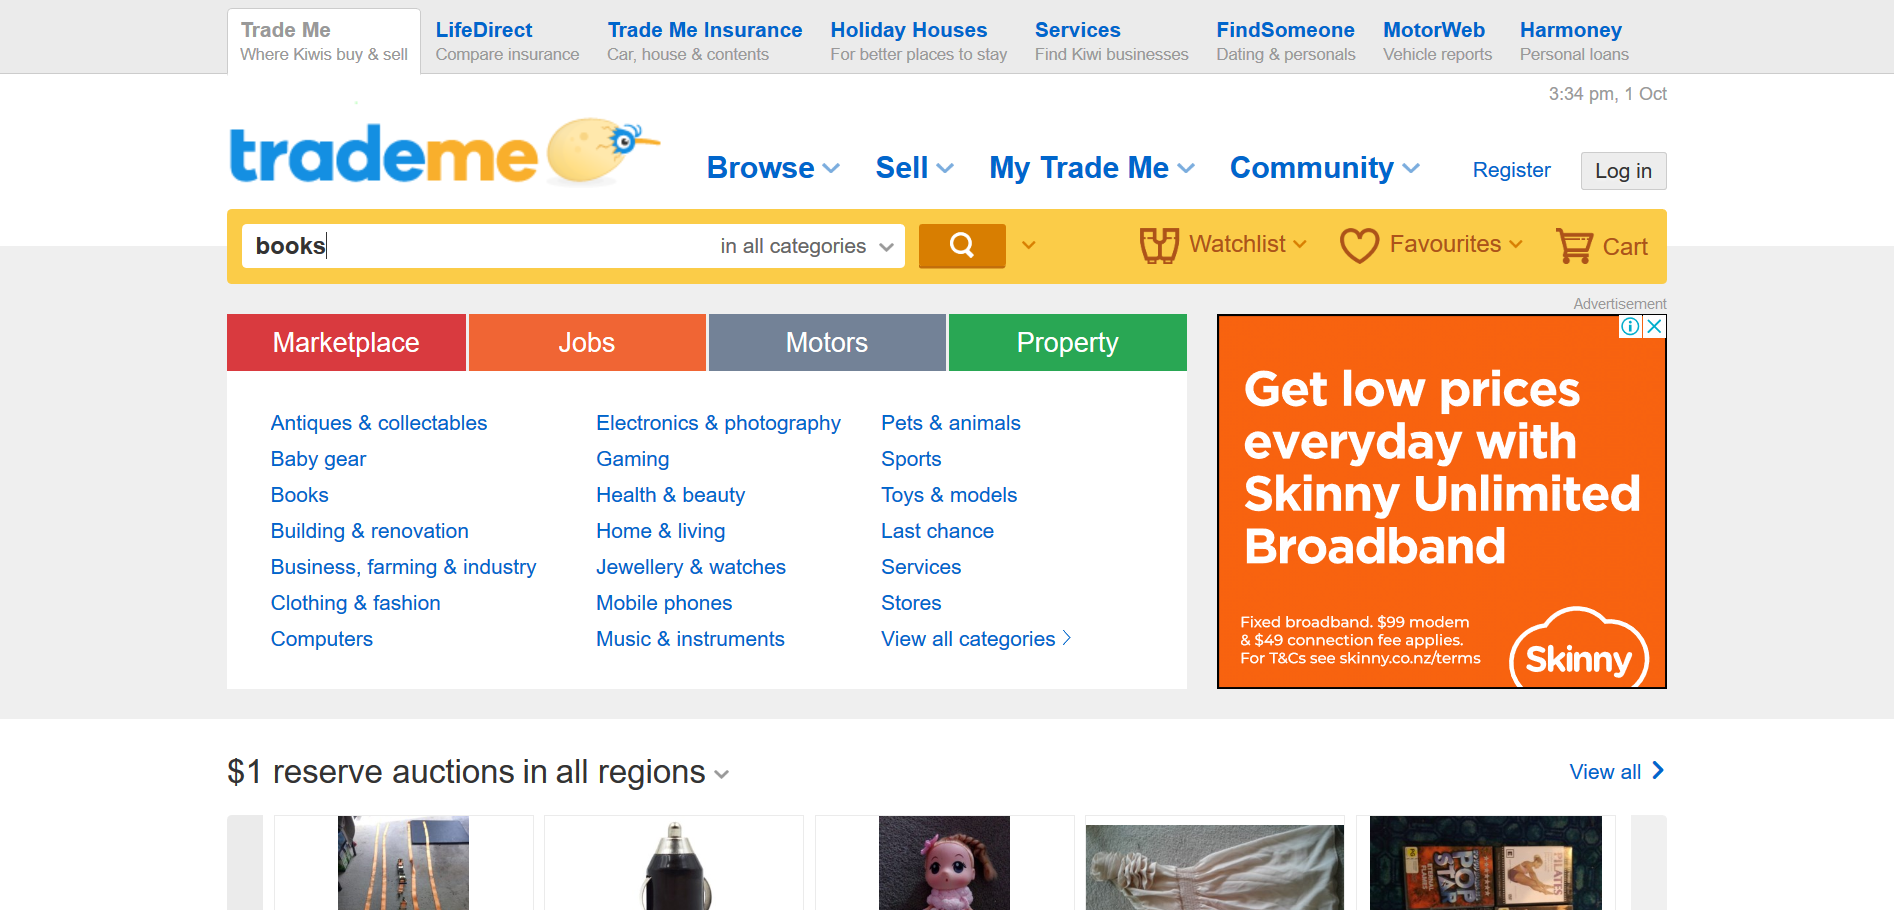 Trade Me
Where Kiwis buy & sell
LifeDirect
Compare insurance
Trade Me Insurance
Car, house & contents
Holiday Houses
For better places to stay
Services
Find Kiwi businesses
FindSomeone
Dating & personals
MotorWeb
Vehicle reports
Harmoney
Personal loans
3:34 pm, 1 Oct
trademe
Browse
Sell
My Trade Me
Community
Register
Log in
books
in all categories
Watchlist
Favourites
Cart
Advertisement
Marketplace
Jobs
Motors
Property
Antiques & collectables
Baby gear
Books
Building & renovation
Business, farming & industry
Clothing & fashion
Computers
Electronics & photography
Gaming
Health & beauty
Home & living
Jewellery & watches
Mobile phones
Music & instruments
Pets & animals
Sports
Toys & models
Last chance
Services
Stores
View all categories
Get low prices
everyday with
Skinny Unlimited
Broadband
Fixed broadband. $99 modem
& $49 connection fee applies.
For T&Cs see skinny.co.nz/terms
Skinny
$1 reserve auctions in all regions
View all
POP
STAR
PILATES